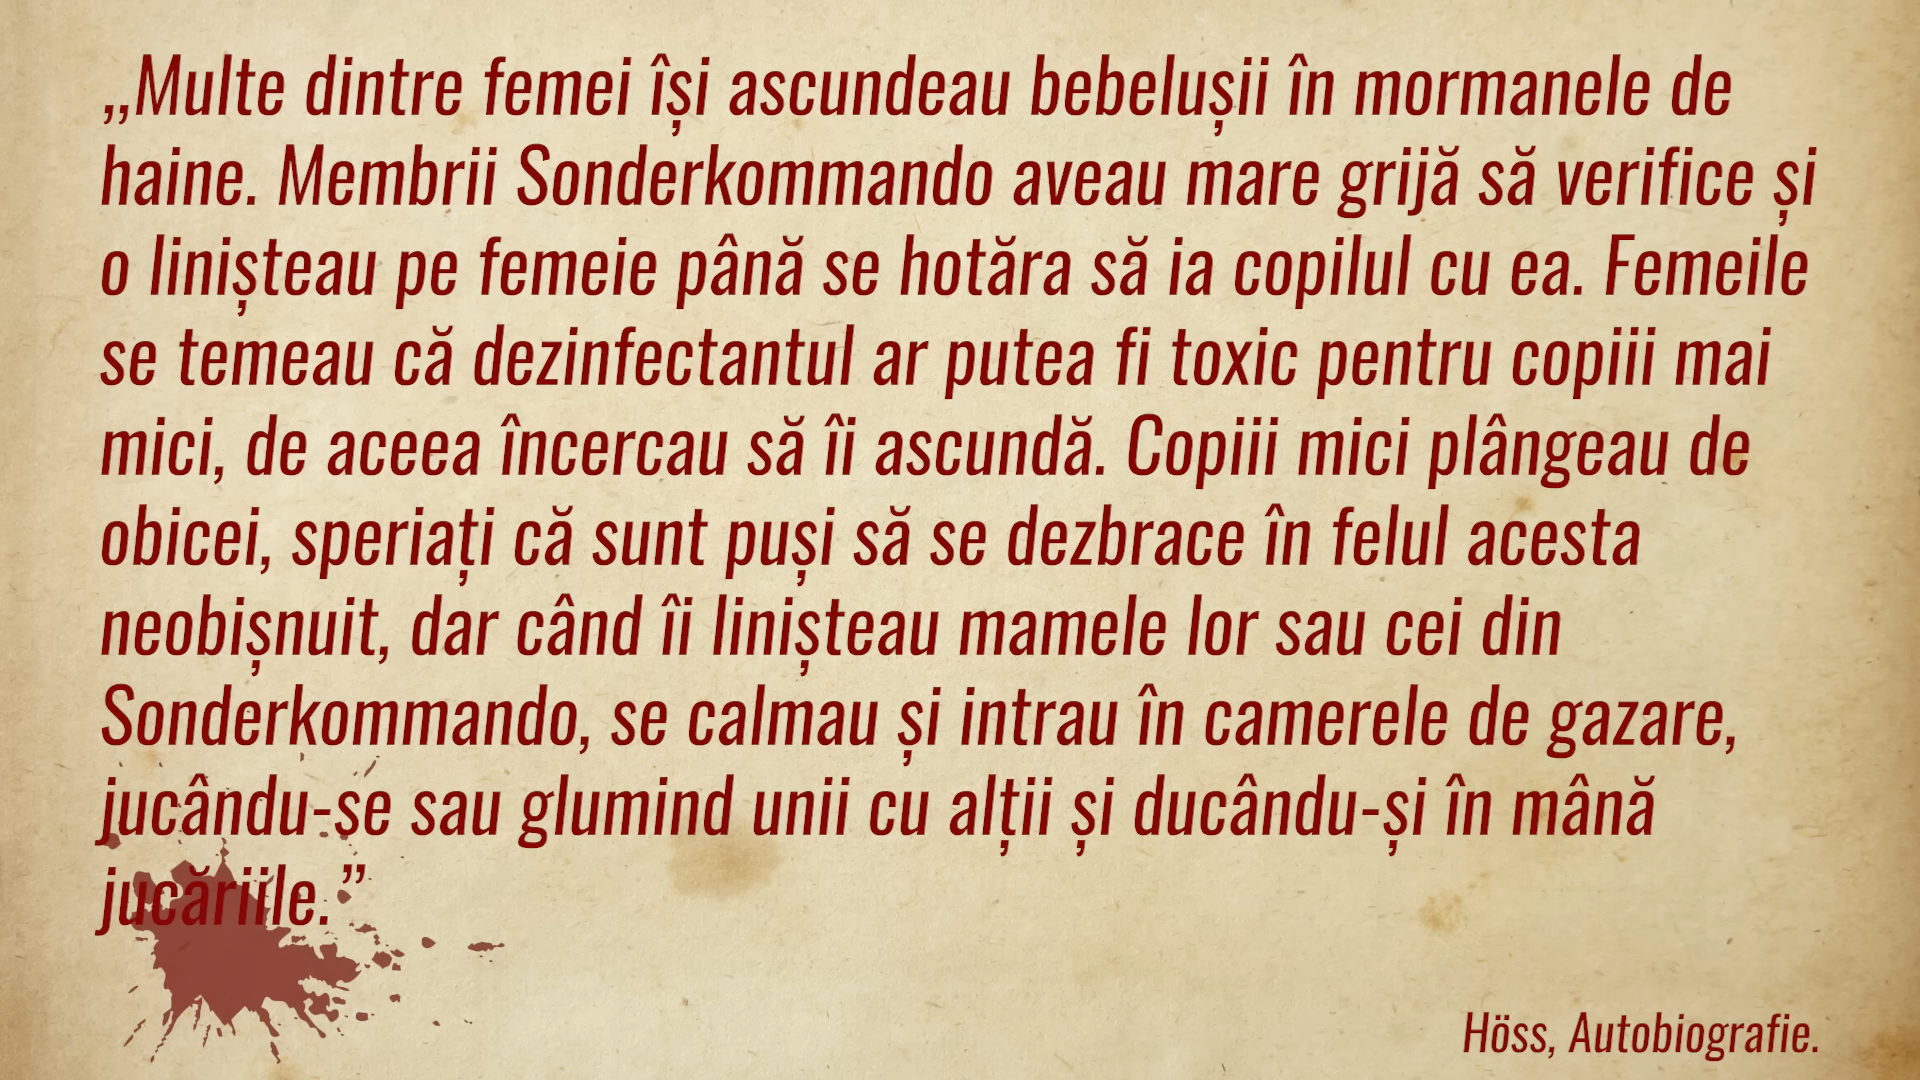 „Multe dintre femei își ascundeau bebelușii în mormanele de
haine. Membrii Sonderkommando aveau mare grijă să verifice și
o linișteau pe femeie până se hotăra să ia copilul cu ea. Femeile
se temeau că dezinfectantul ar putea fi toxic pentru copiii mai
mici, de aceea încercau să îi ascundă. Copiii mici plângeau de
obicei, speriați că sunt puși să se dezbrace în felul acesta
neobișnuit, dar când îi linișteau mamele lor sau cei din
Sonderkommando, se calmau și intrau în camerele de gazare,
jucându-se sau glumind unii cu alții și ducându-și în mână
jucăriile.”
Höss, Autobiografie.